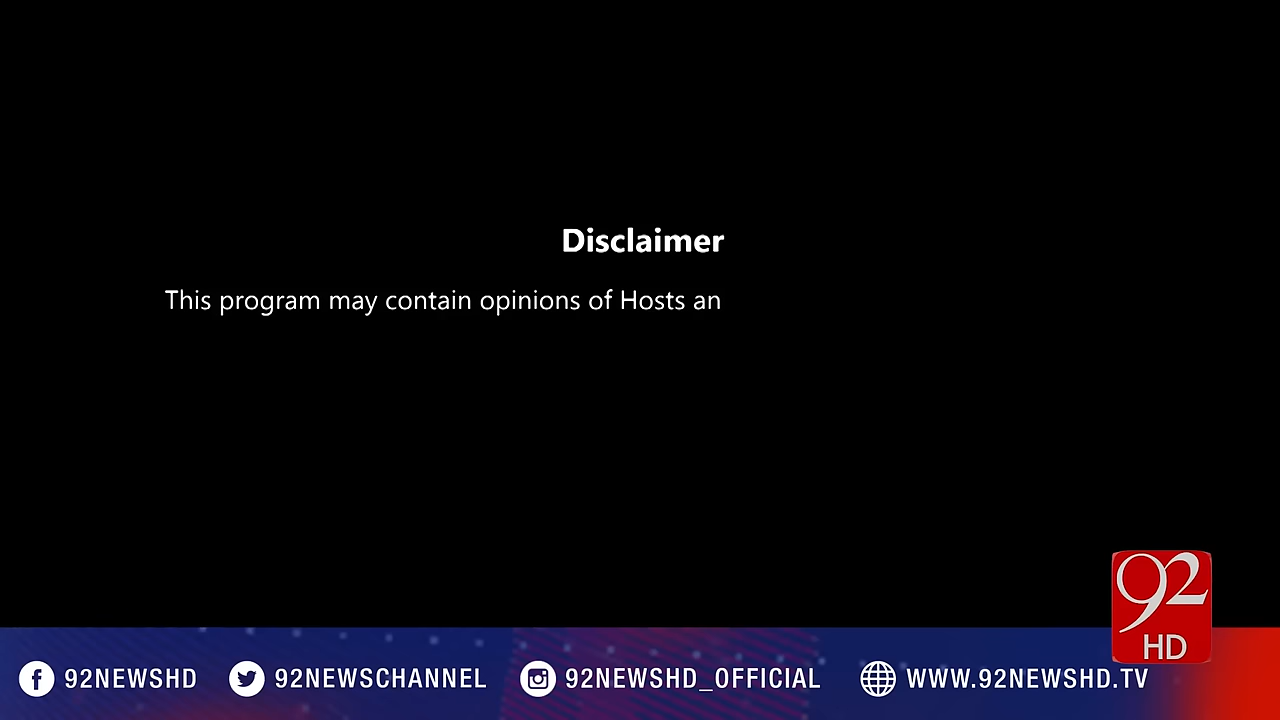 Disclaimer
This program may contain opinions of Hosts an
92
HD
92NEWSHD
92NEWSCHANNEL
92NEWSHD_OFFICIAL
WWW.92NEWSHD.TV